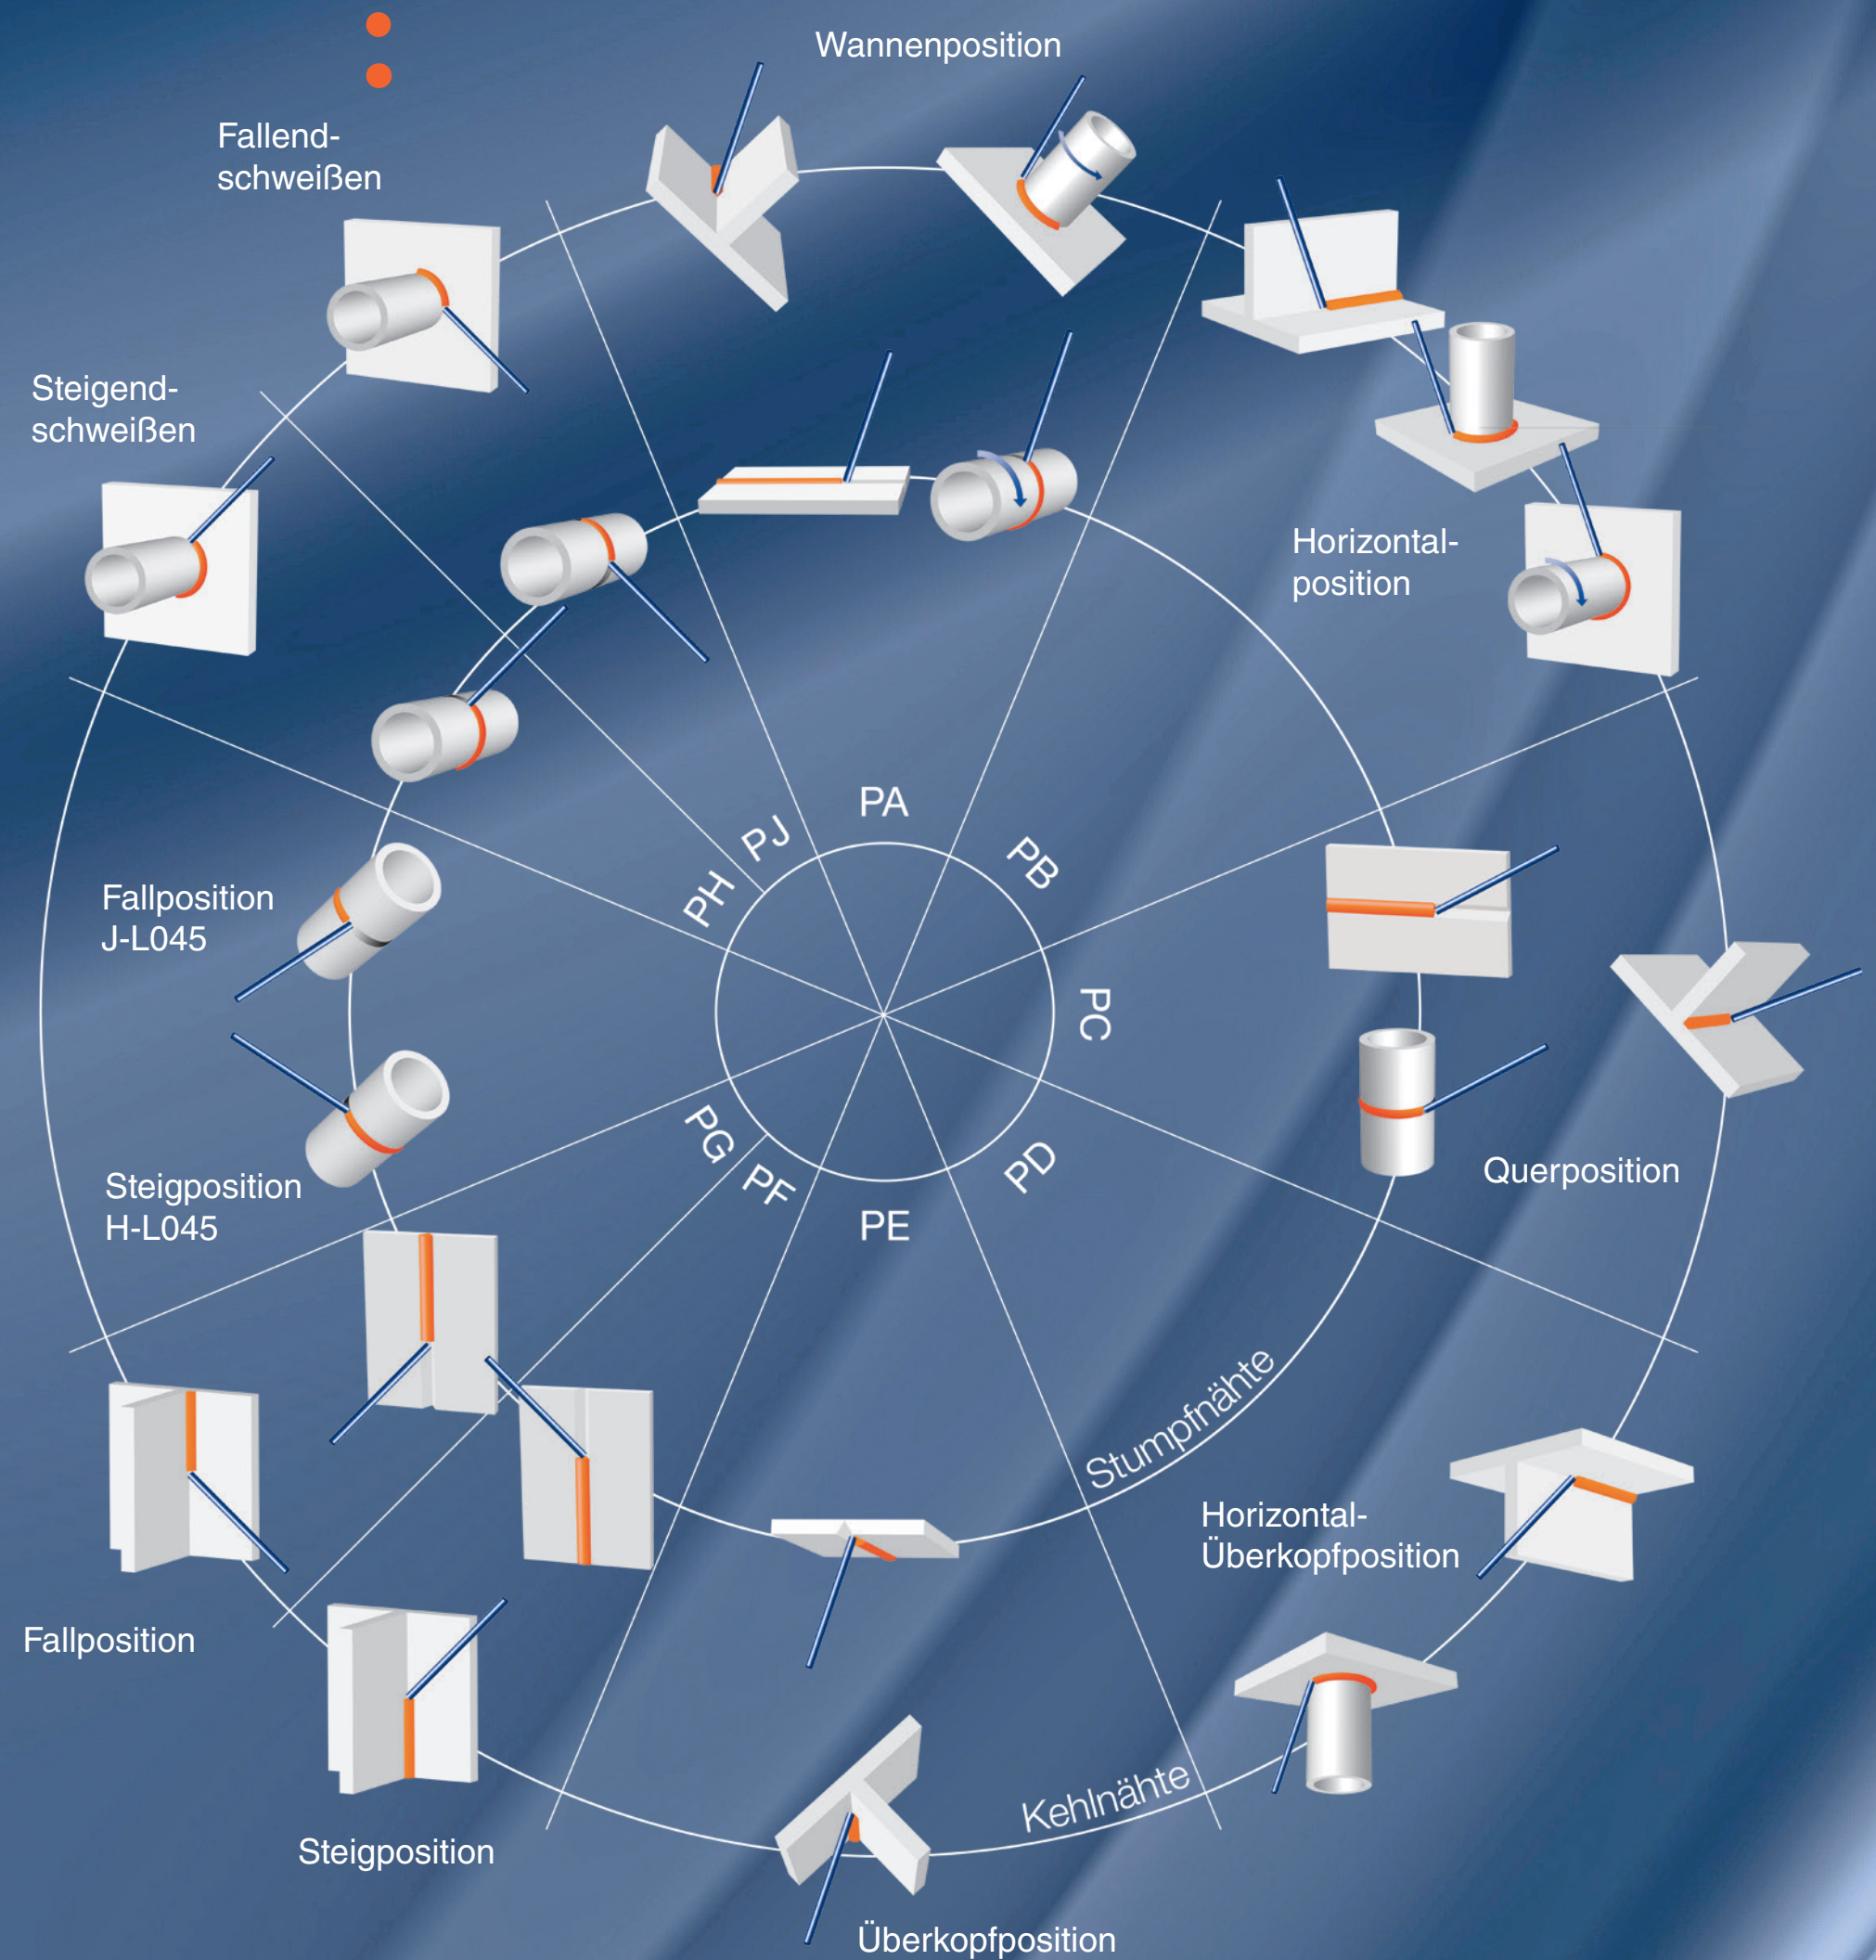 Wannenposition
Fallend-
schweißen
Steigend-
schweißen
Horizontal-
position
PA
PJ
PB
PH
Fallposition
J-L045
PC
Steigposition
H-L045
PG
PF
PE
PD
Querposition
Stumpfnähte
Horizontal-
Überkopfposition
Fallposition
Kehlnähte
Steigposition
Überkopfposition